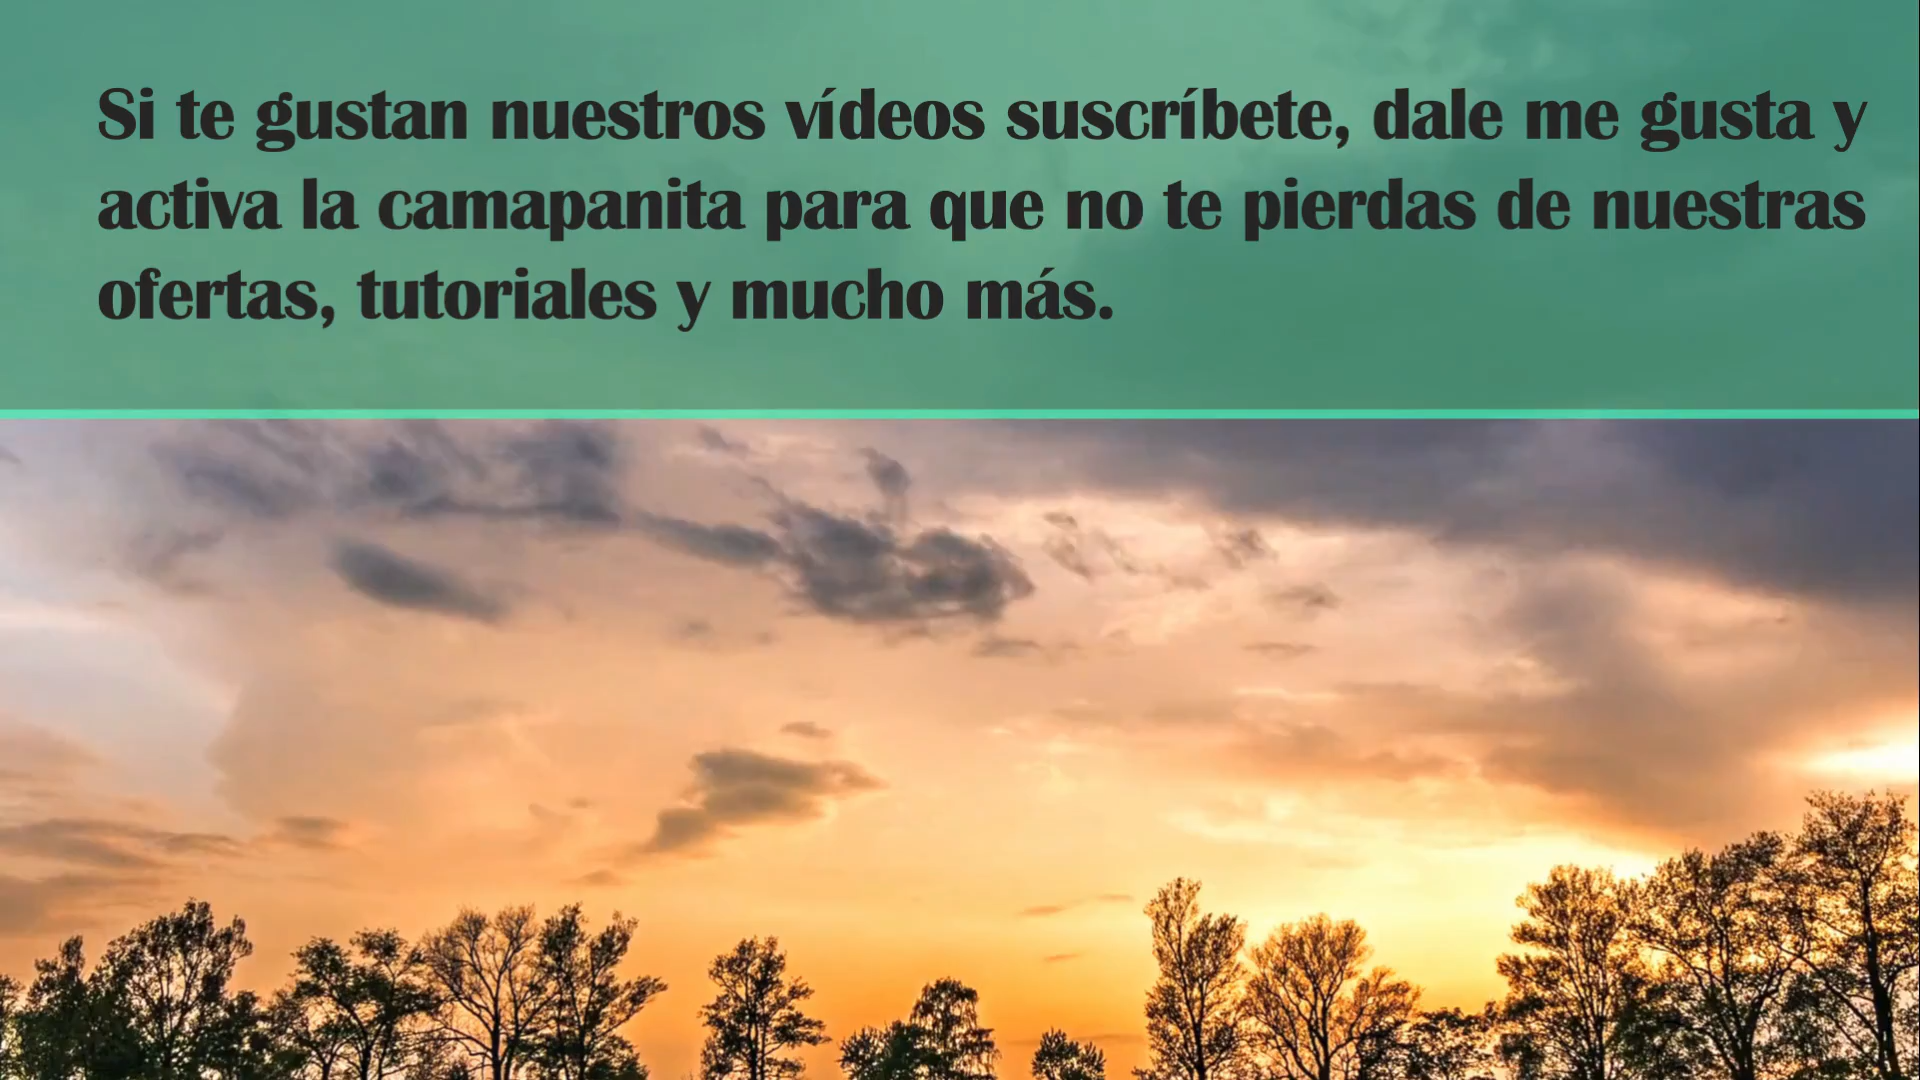 Si te gustan nuestros vídeos suscríbete, dale me gusta y
activa la camapanita para que no te pierdas de nuestras
ofertas, tutoriales y mucho más.